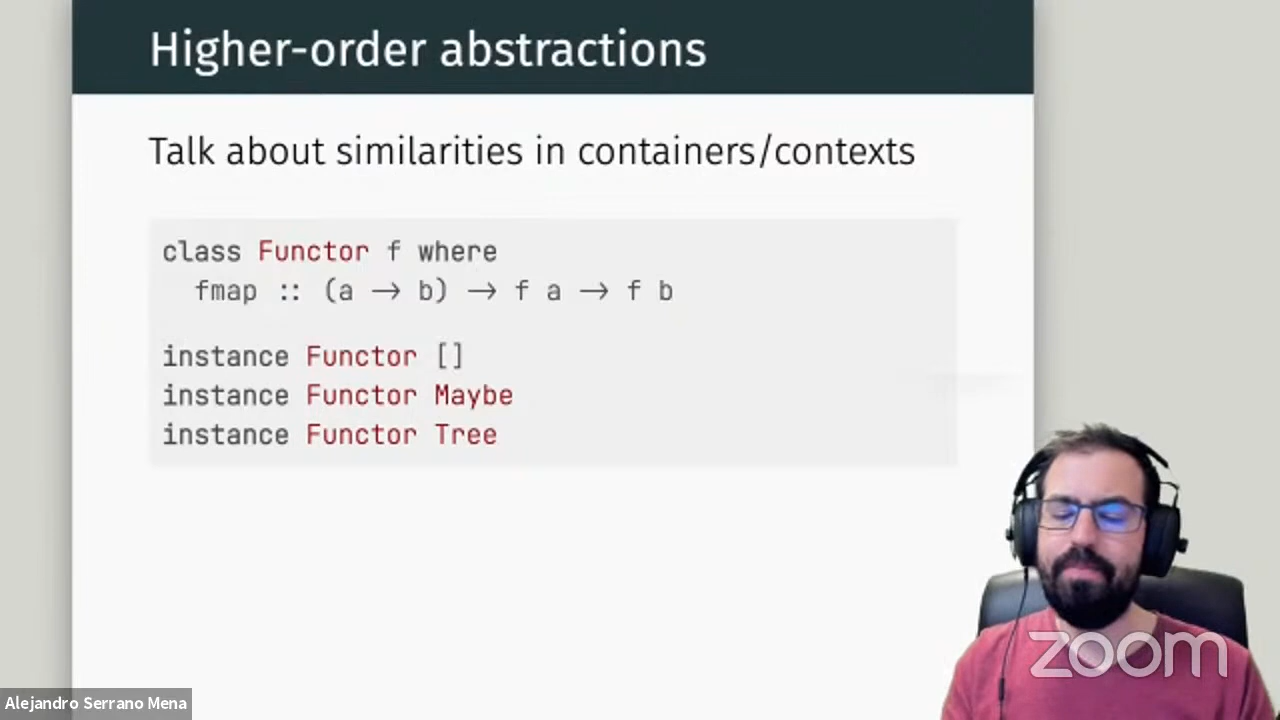 Higher-order abstractions
Talk about similarities in containers/contexts
class Functor f where
fmap :: (a → b) → f a → f b
instance Functor []
instance Functor Maybe
instance Functor Tree
zoom
Alejandro Serrano Mena